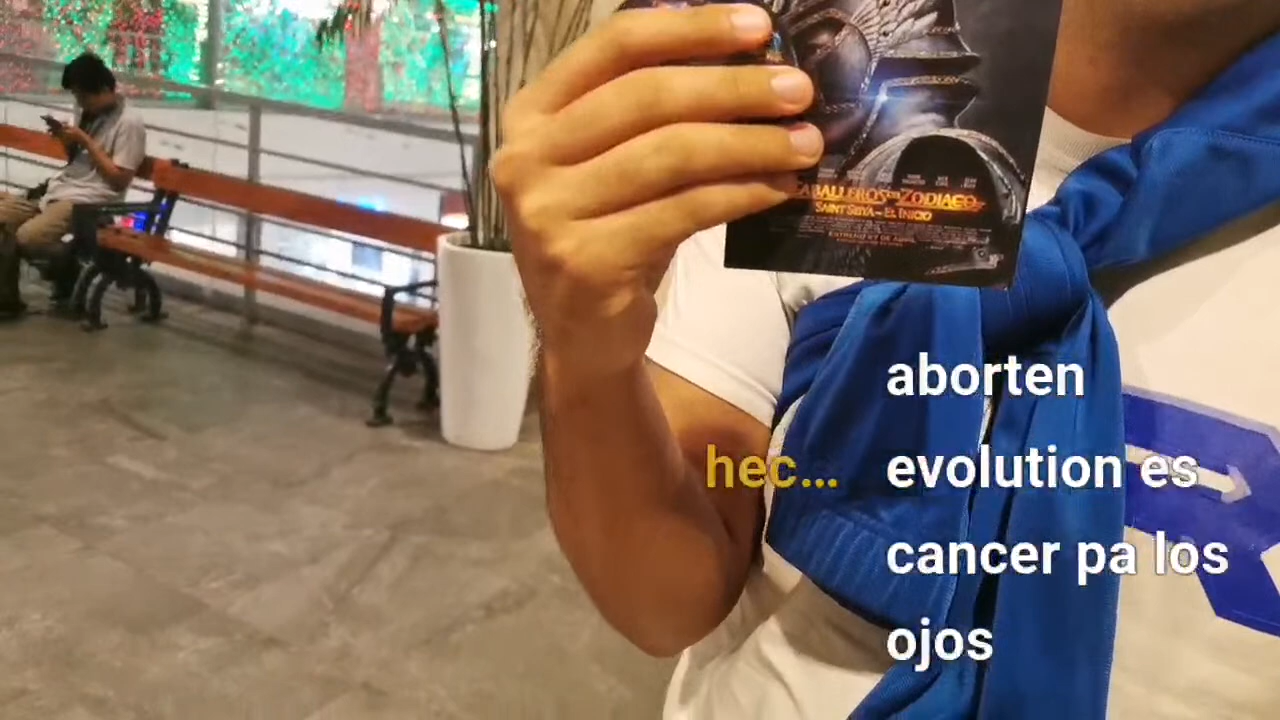 CABALLEROS DEL ZODIACO
SAINT SEIYA - EL INICIO
aborten
hec... evolution es
cancer pa los
ojos